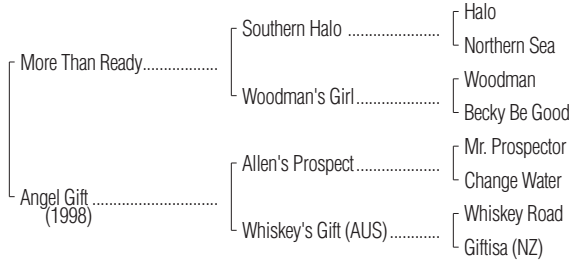 Halo
Southern Halo ....................
Northern Sea
More Than Ready................
Woodman
Woodman's Girl..................
Becky Be Good
Mr. Prospector
Allen's Prospect..................
Change Water
Angel Gift ...........................
(1998)
Whiskey Road
Whiskey's Gift (AUS)...........
Giftisa (NZ)